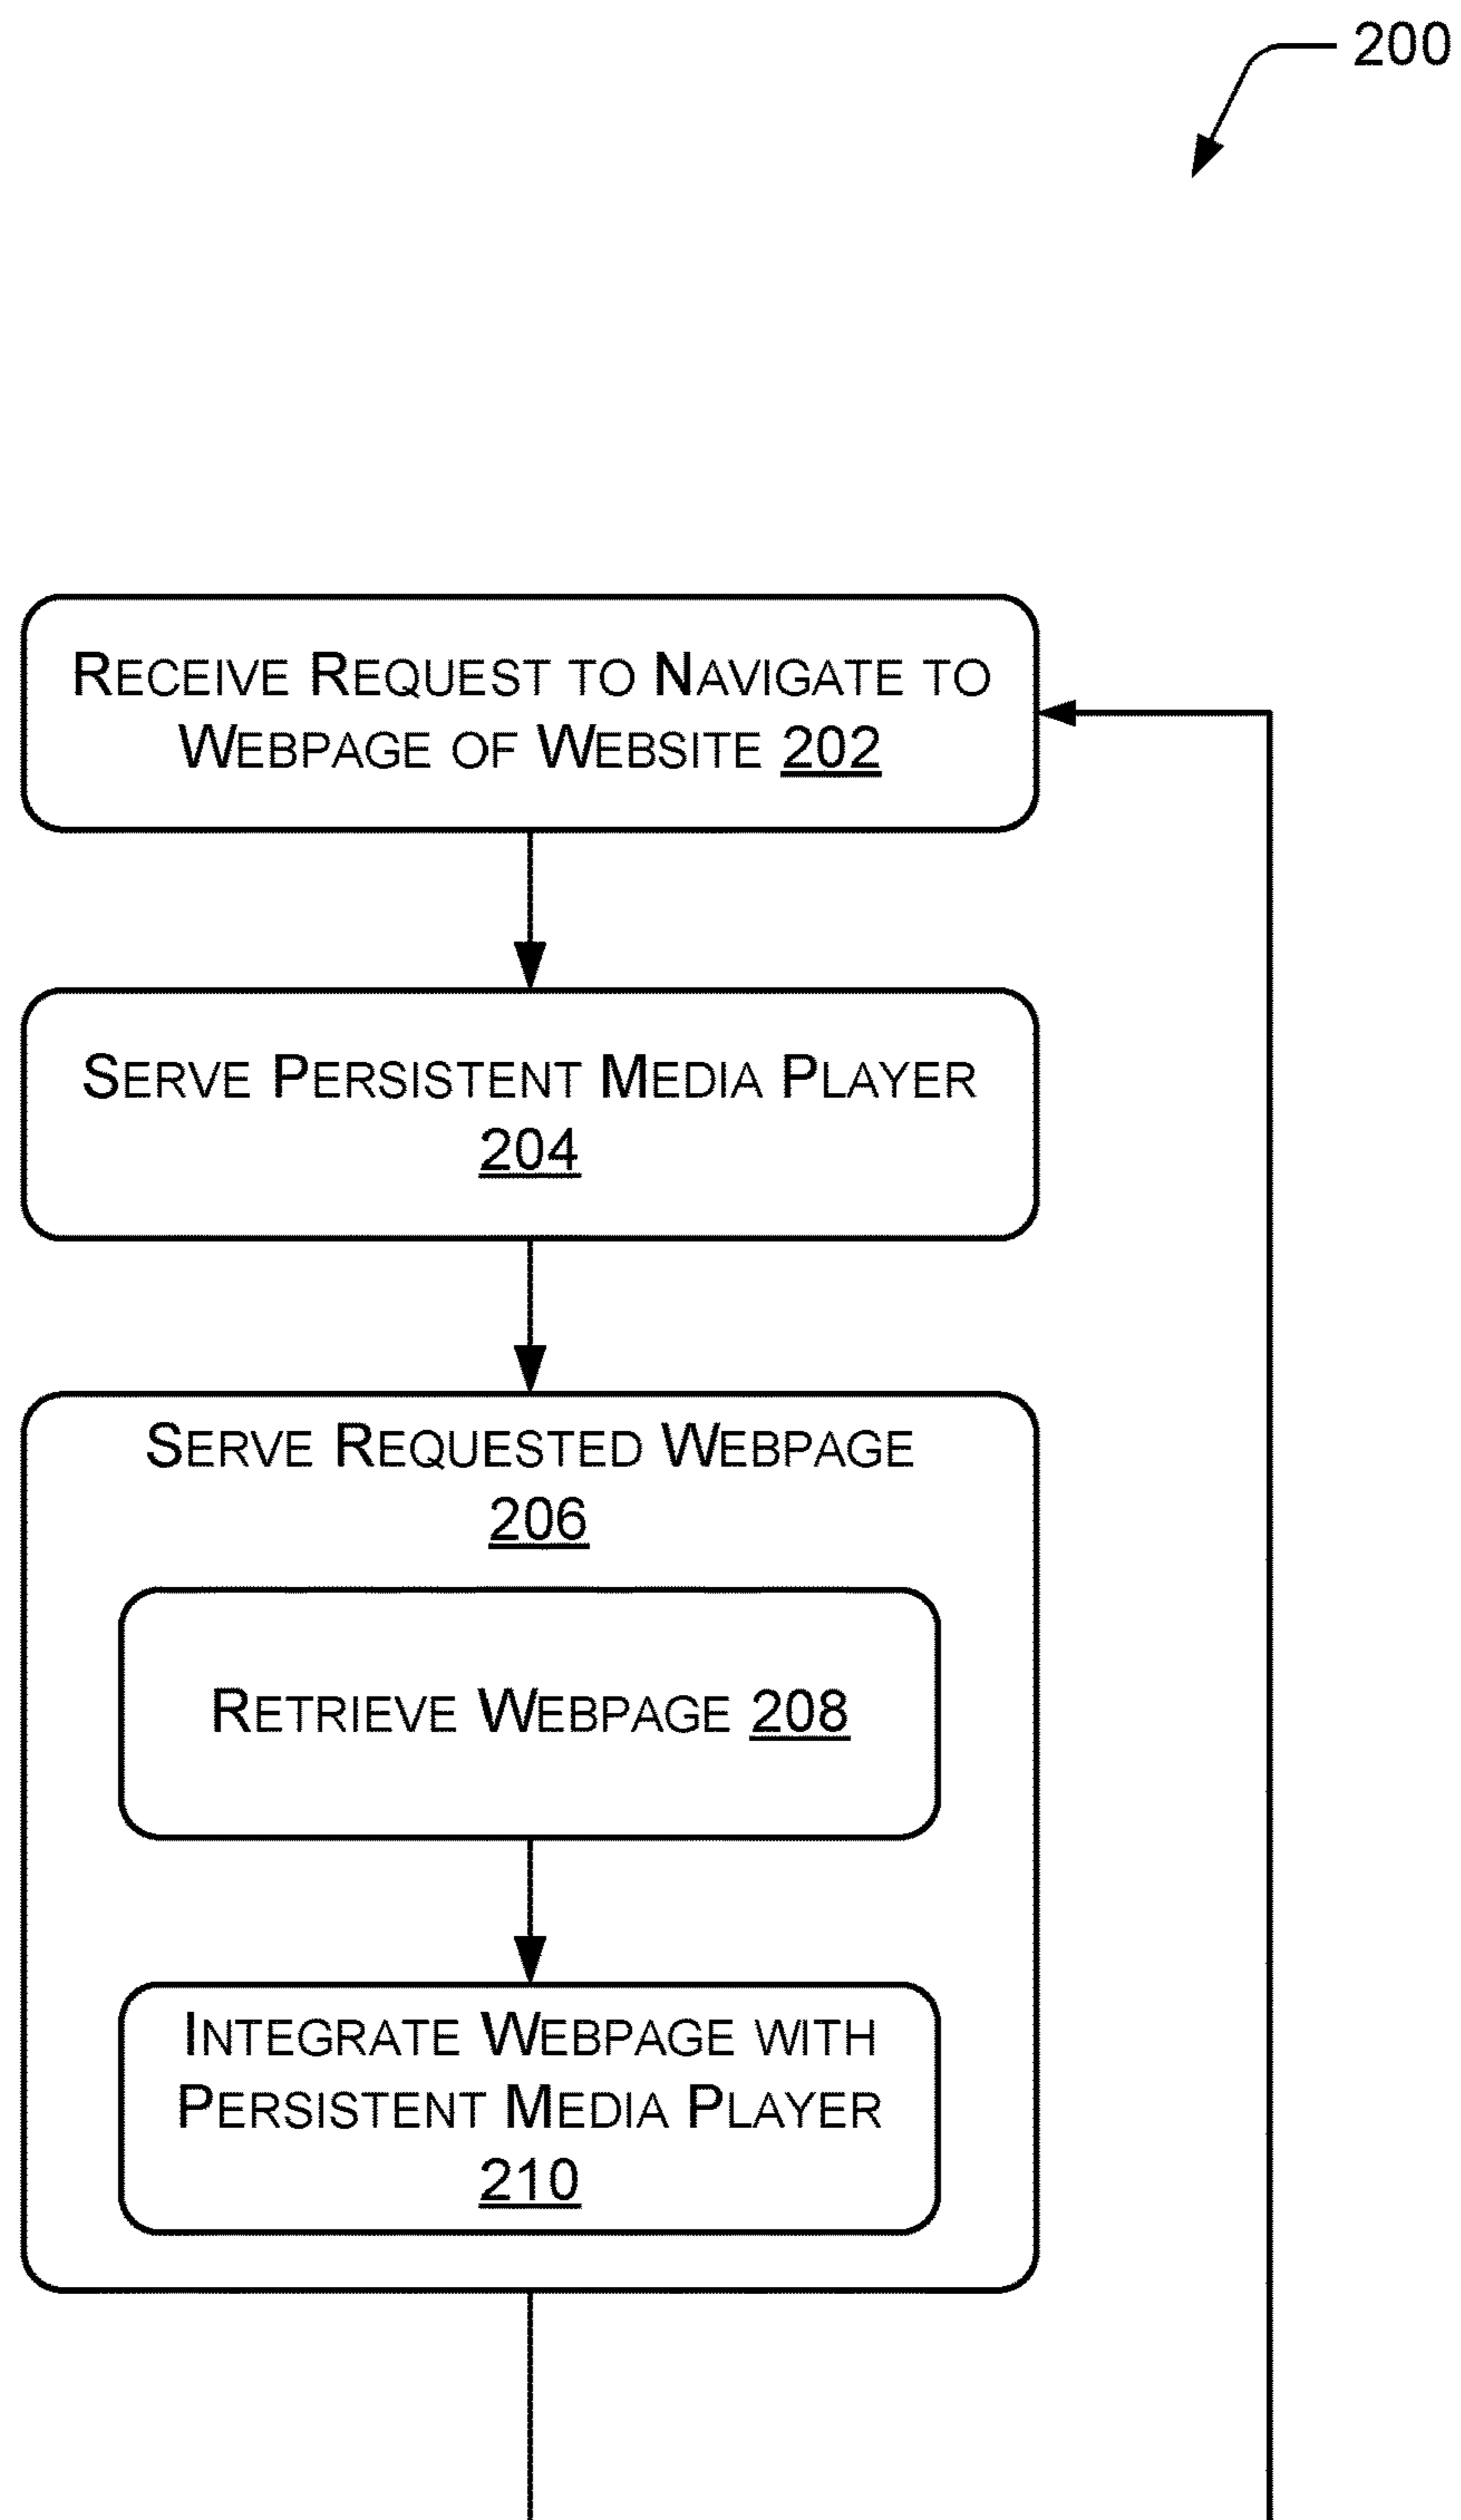 200
RECEIVE REQUEST TO NAVIGATE TO
WEBPAGE OF WEBSITE 202
SERVE PERSISTENT MEDIA PLAYER
204
SERVE REQUESTED WEBPAGE
206
RETRIEVE WEBPAGE 208
INTEGRATE WEBPAGE WITH
PERSISTENT MEDIA PLAYER
210